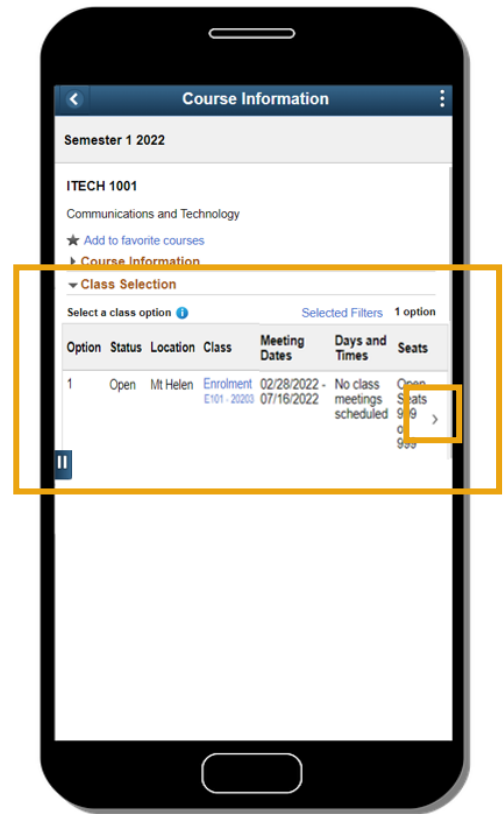 Course Information
Semester 1 2022
ITECH 1001
Communications and Technology
Add to favorite courses
Course Information
Class Selection
Select a class option Selected Filters 1 option
Option Status Location Class Meeting Dates Days and Times Seats
1 Open Mt Helen Enrolment E101 - 20203 02/28/2022 - 07/16/2022 No class meetings scheduled Open Seats 999 999